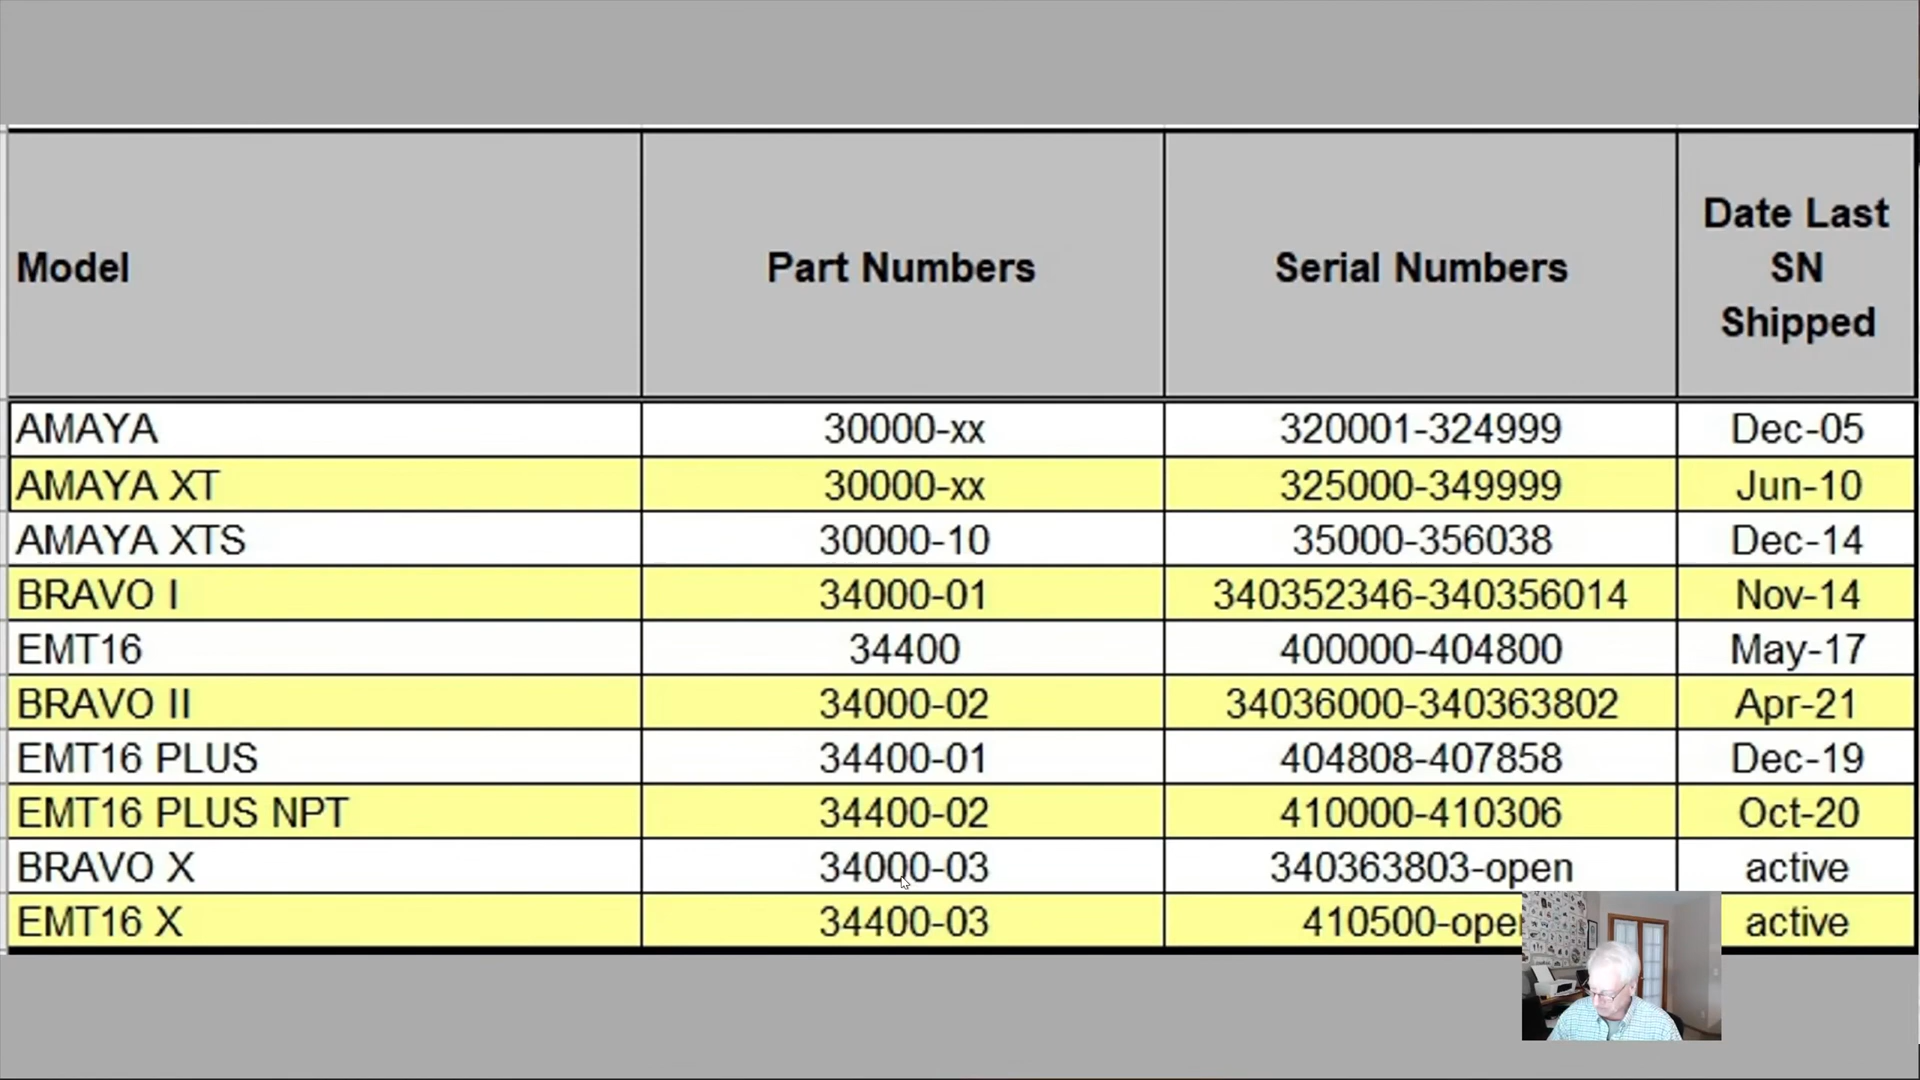 Model Part Numbers Serial Numbers Date Last SN Shipped
AMAYA 30000-xx 320001-324999 Dec-05
AMAYA XT 30000-xx 325000-349999 Jun-10
AMAYA XTS 30000-10 35000-356038 Dec-14
BRAVO I 34000-01 340352346-340356014 Nov-14
EMT16 34400 400000-404800 May-17
BRAVO II 34000-02 34036000-340363802 Apr-21
EMT16 PLUS 34400-01 404808-407858 Dec-19
EMT16 PLUS NPT 34400-02 410000-410306 Oct-20
BRAVO X 34000-03 340363803-open active
EMT16 X 34400-03 410500-ope active